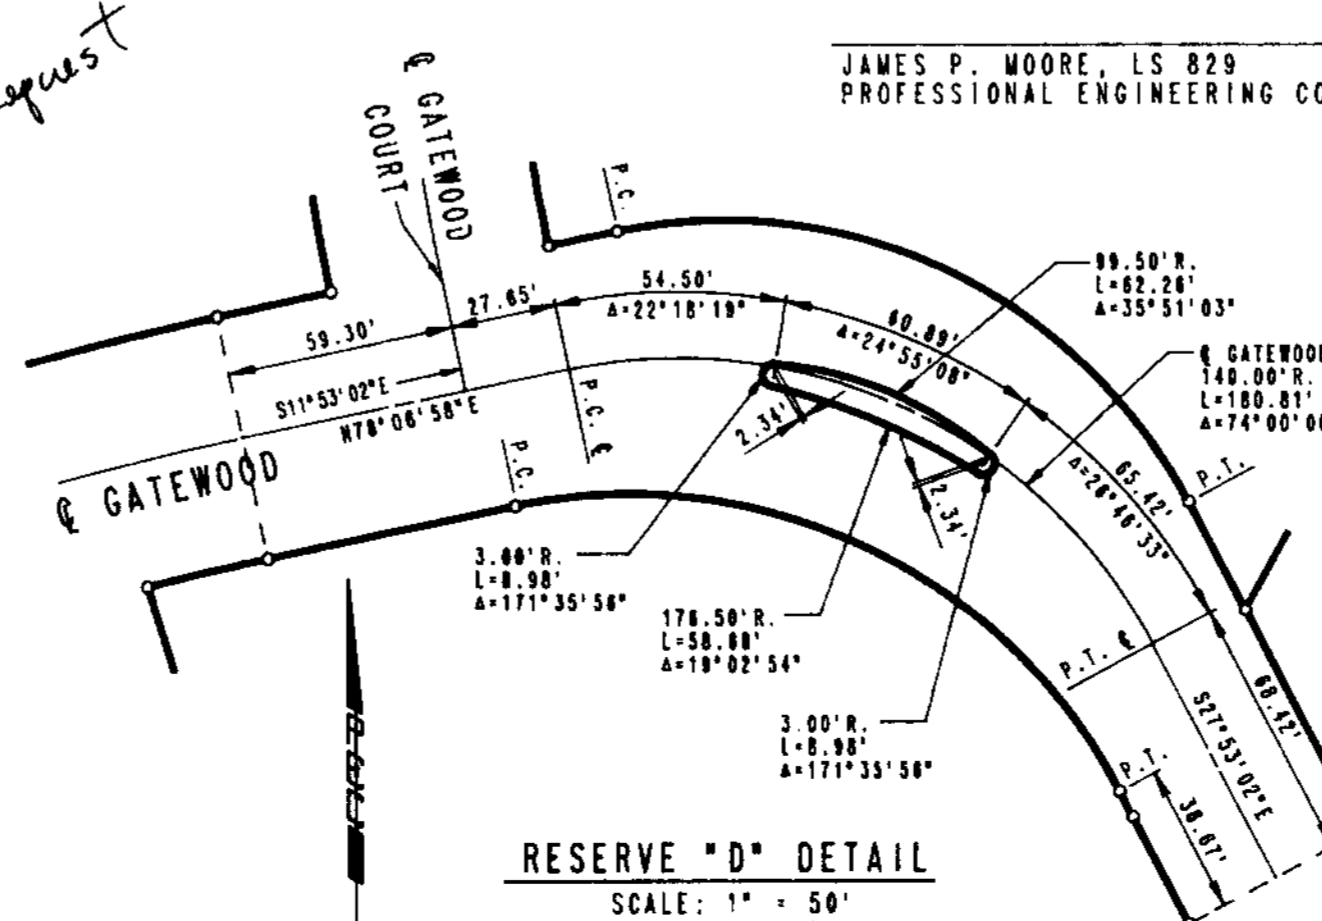 request
JAMES P. MOORE, LS 829
PROFESSIONAL ENGINEERING CO
℄ GATEWOOD
COURT
P.C.
59.30'
27.65'
54.50'
Δ=22°18'19"
60.89'
Δ=24°55'08"
99.50'R.
L=62.26'
Δ=35°51'03"
℄ GATEWOOD
140.00'R.
L=180.81'
Δ=74°00'00
S11°53'02"E
N78°06'58"E
℄ GATEWOOD
P.C.
P.C. ℄
2.34'
2.34'
65.42'
Δ=26°46'33"
P.T.
3.00'R.
L=8.98'
Δ=171°35'56"
176.50'R.
L=58.68'
Δ=19°02'54"
3.00'R.
L=8.98'
Δ=171°35'56"
P.T. ℄
68.42'
S27°53'02"E
P.T.
38.67'
RESERVE "D" DETAIL
SCALE: 1" = 50'